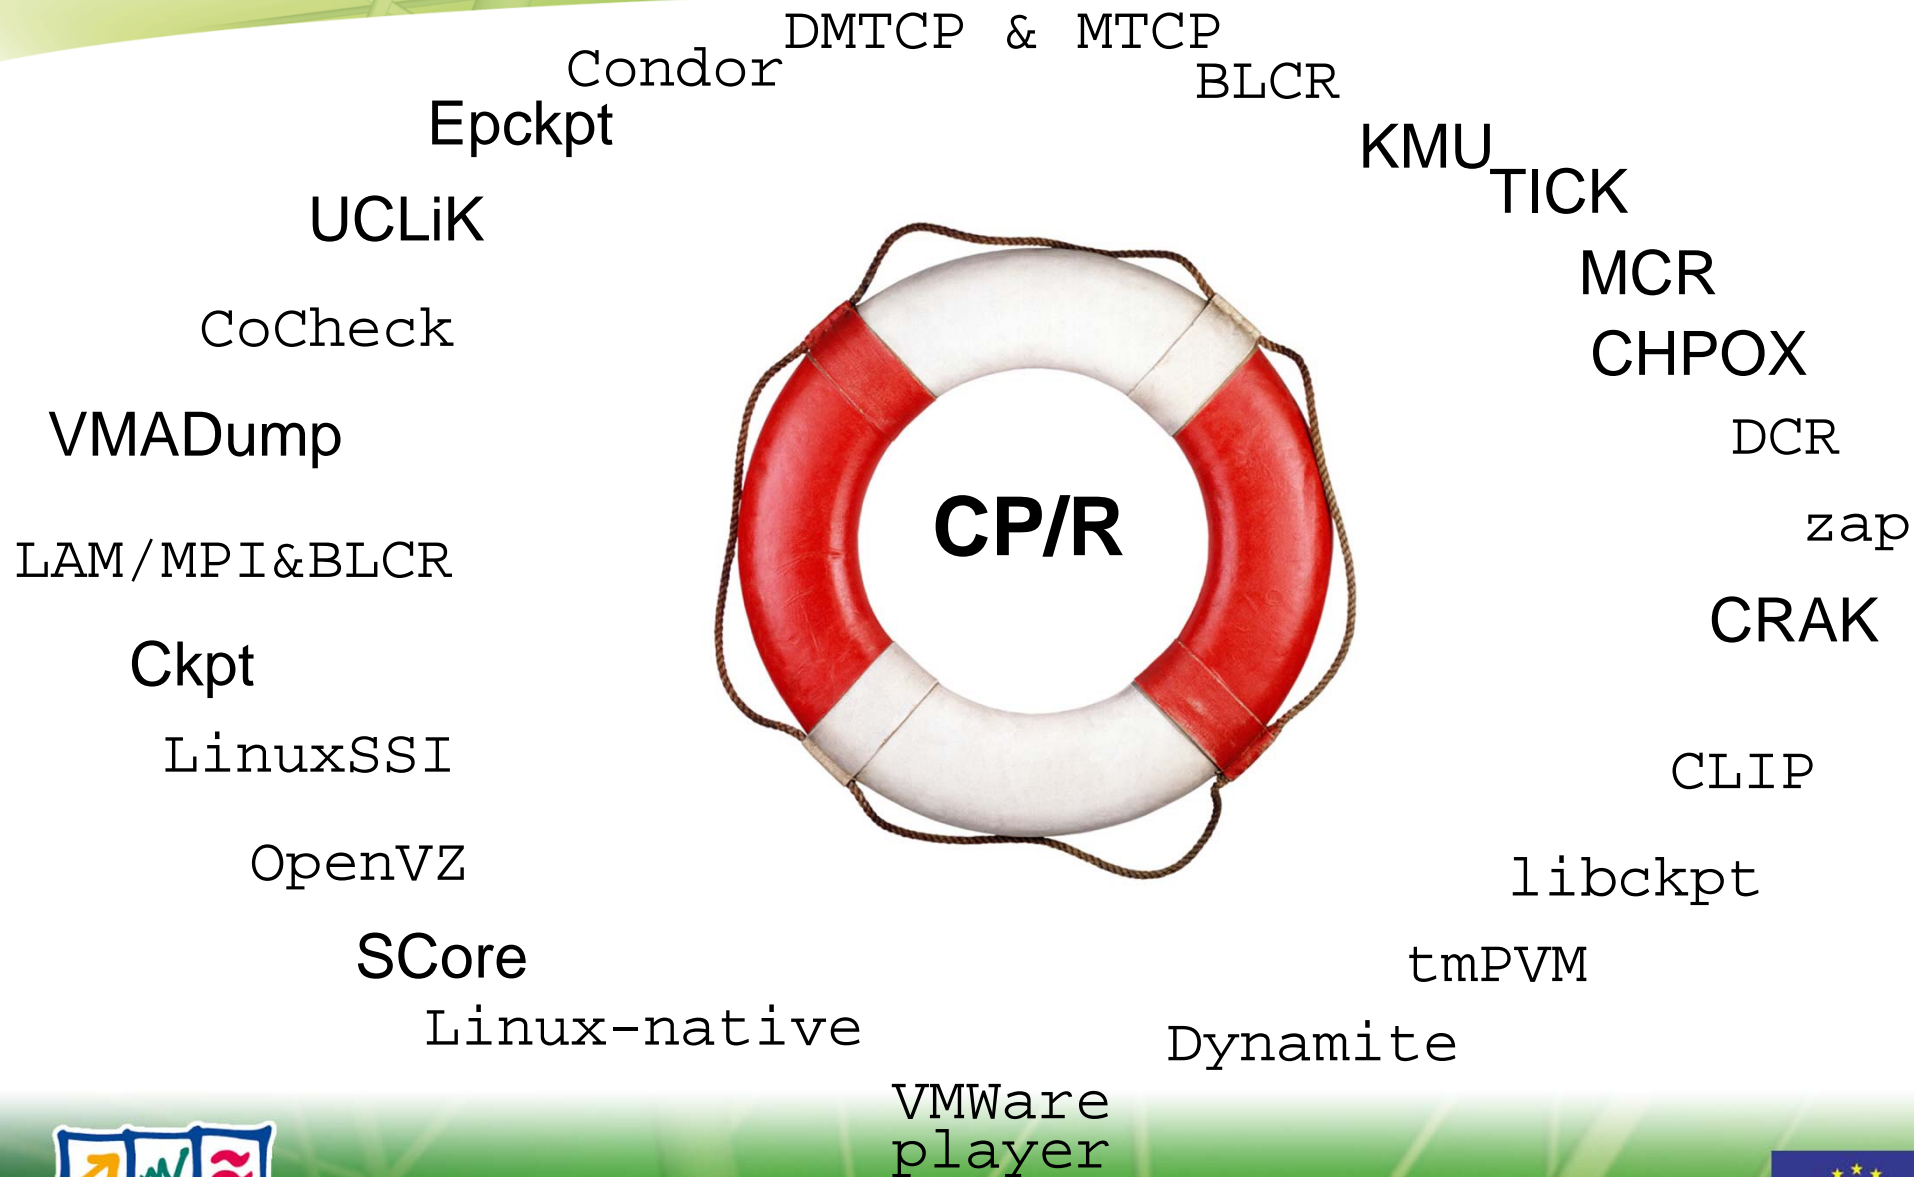 DMTCP & MTCP
Condor
BLCR
Epckpt
KMU
TICK
UCLiK
MCR
CoCheck
CHPOX
VMADump
DCR
CP/R
zap
LAM/MPI&BLCR
CRAK
Ckpt
LinuxSSI
CLIP
OpenVZ
libckpt
SCore
tmPVM
Linux-native
Dynamite
VMWare
player